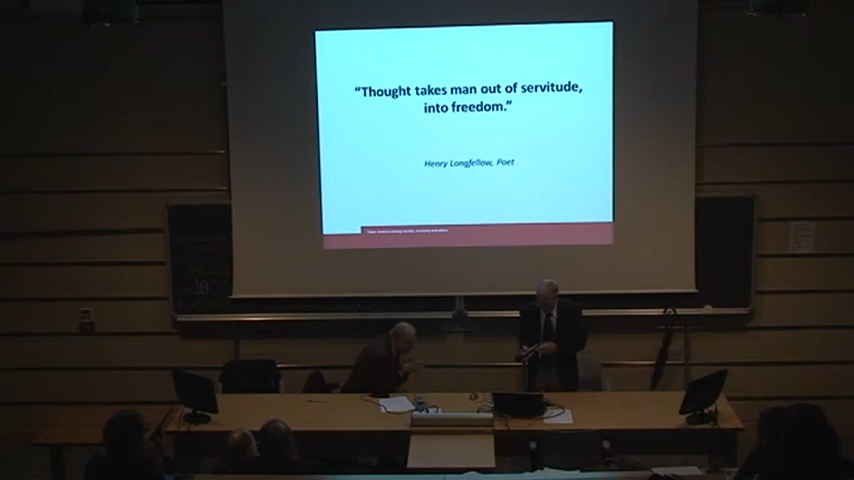 “Thought takes man out of servitude,
into freedom.”
Henry Longfellow, Poet